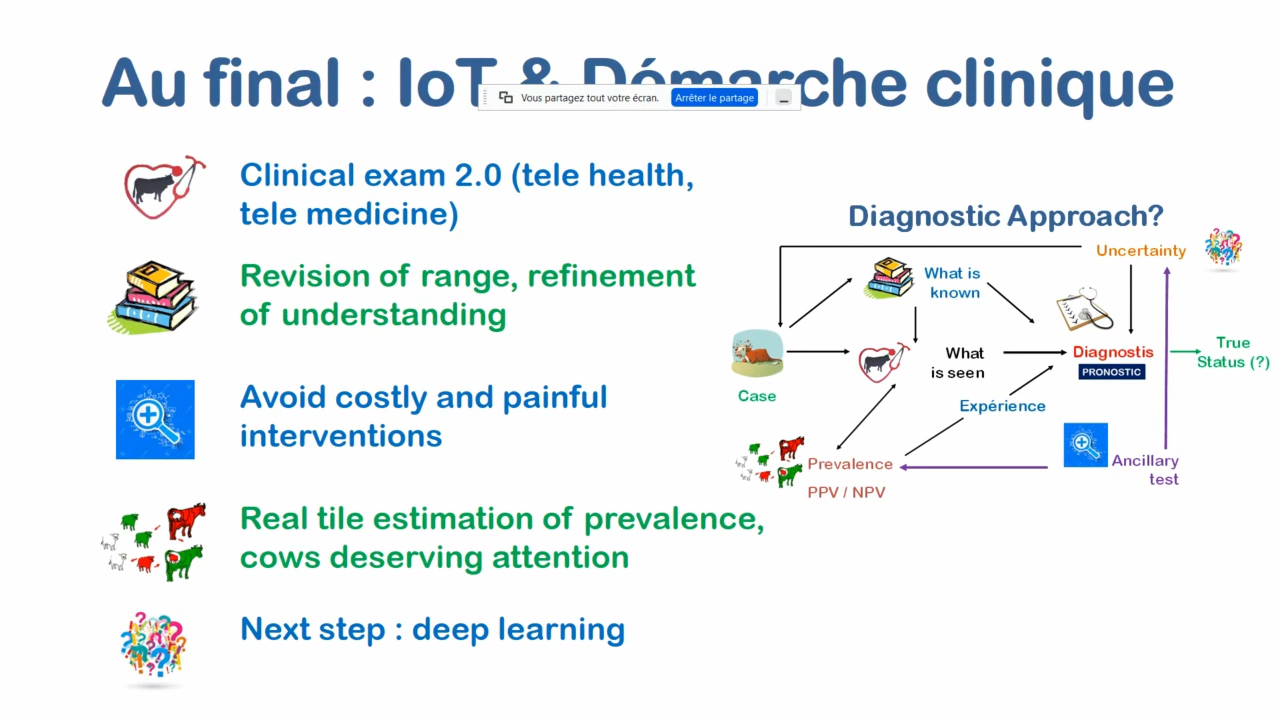 Au final : IoT & Démarche clinique
Vous partagez tout votre écran.
Arrêter le partage
Clinical exam 2.0 (tele health,
tele medicine)
Revision of range, refinement
of understanding
Avoid costly and painful
interventions
Real tile estimation of prevalence,
cows deserving attention
Next step : deep learning
Diagnostic Approach?
Uncertainty
What is
known
What
is seen
Diagnostis
PRONOSTIC
True
Status (?)
Case
Expérience
Prevalence
PPV / NPV
Ancillary
test